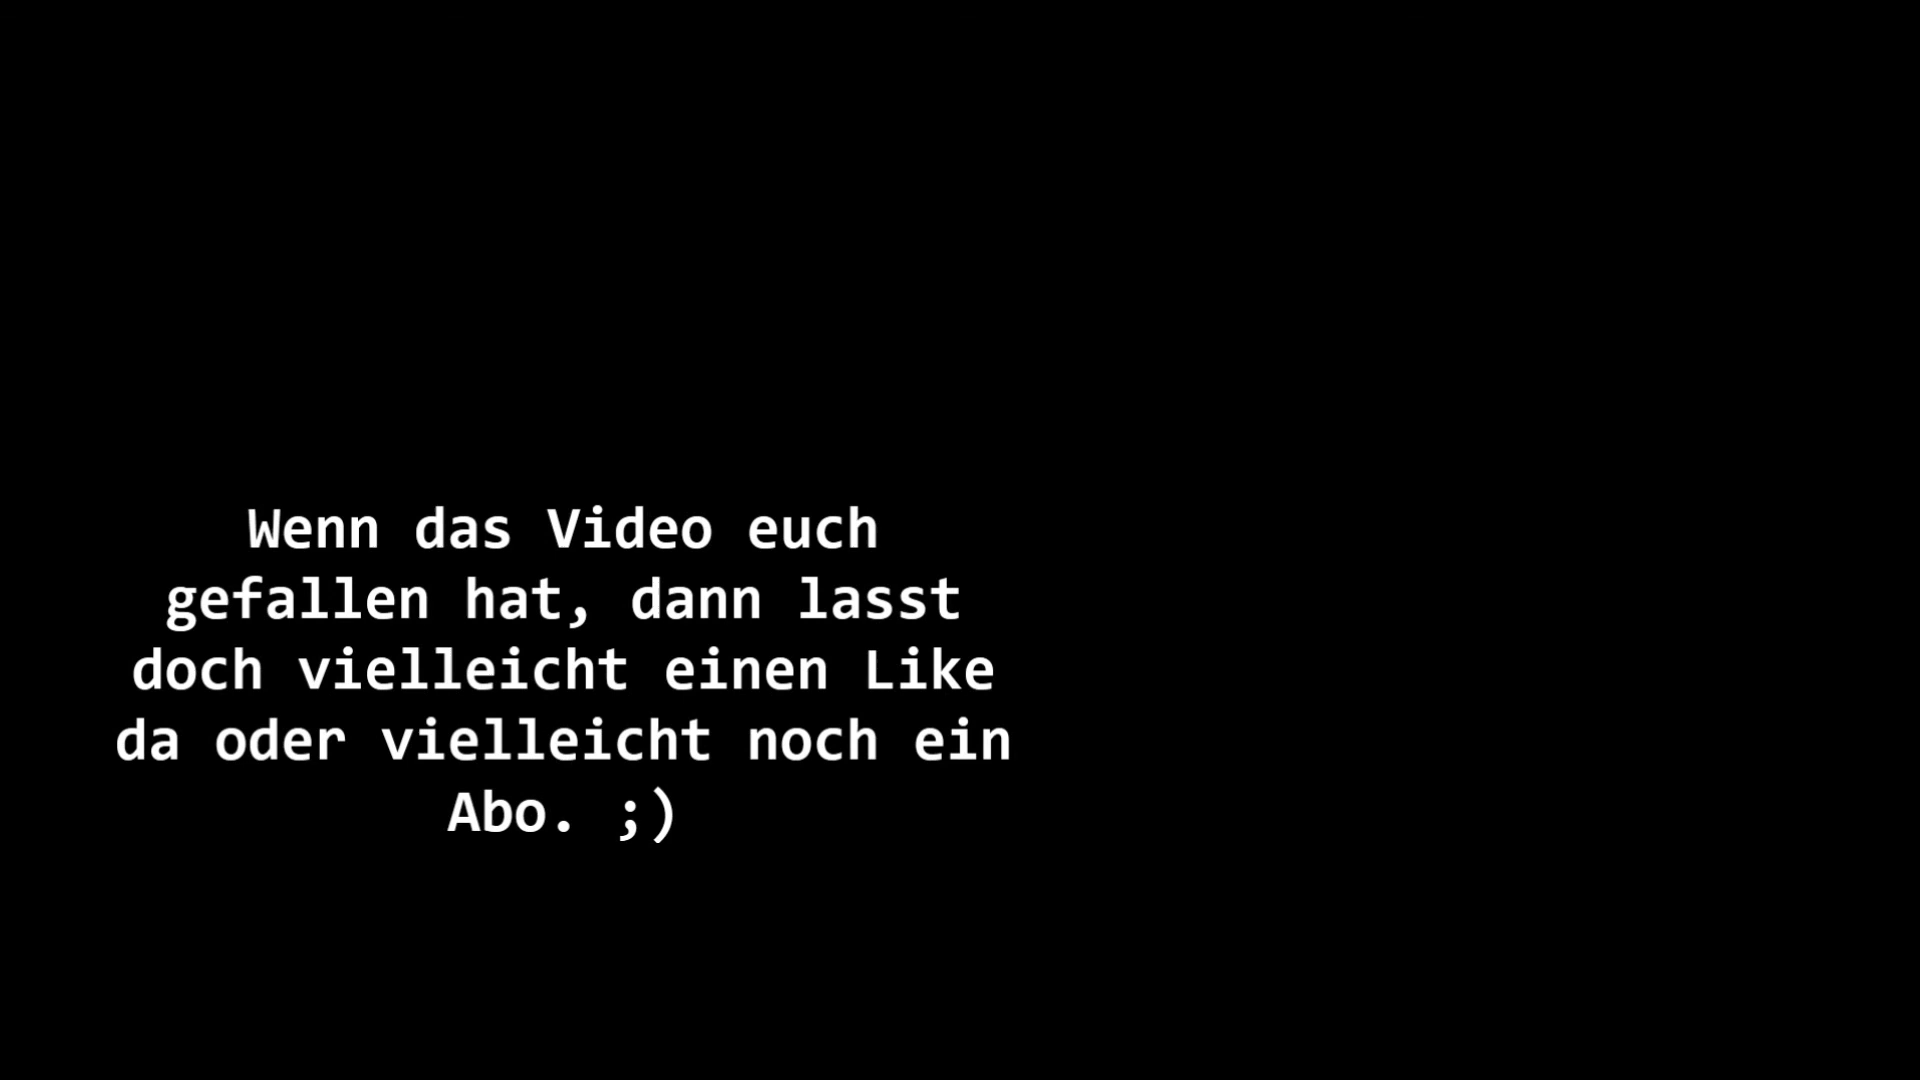 Wenn das Video euch
gefallen hat, dann lasst
doch vielleicht einen Like
da oder vielleicht noch ein
Abo. ;)